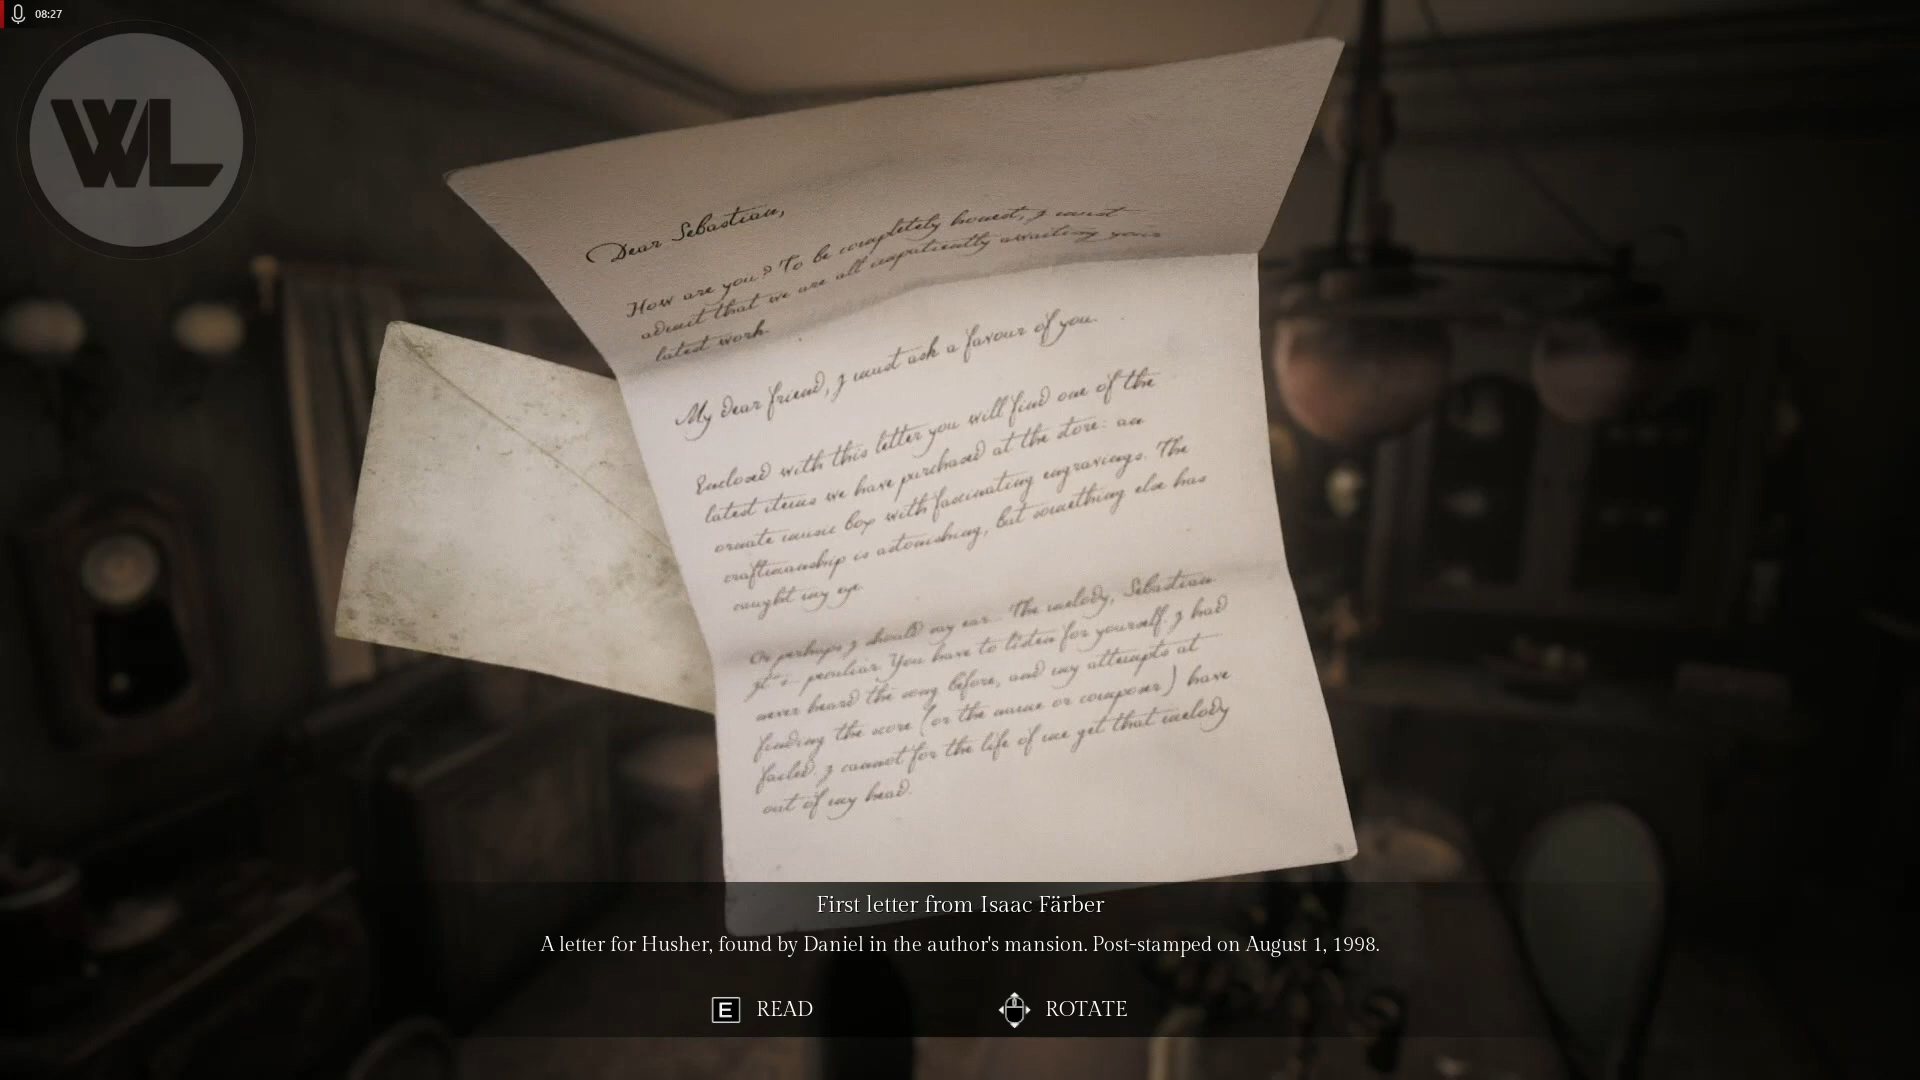 08:27
WL
Dear Sebastian,
How are you? To be completely honest, I must
admit that we are all impatiently awaiting your
latest work.
My dear friend, I must ask a favour of you.
Enclosed with this letter you will find one of the
latest items we have purchased at the store: an
ornate music box with fascinating engravings. The
craftmanship is astonishing, but something else has
caught my eye.
Or perhaps I should say ear... The melody, Sebastian.
It's... peculiar. You have to listen for yourself. I had
never heard the song before, and my attempts at
finding the score (or the name or composer) have
failed. I cannot for the life of me get that melody
out of my head.
First letter from Isaac Färber
A letter for Husher, found by Daniel in the author's mansion. Post-stamped on August 1, 1998.
E READ
ROTATE